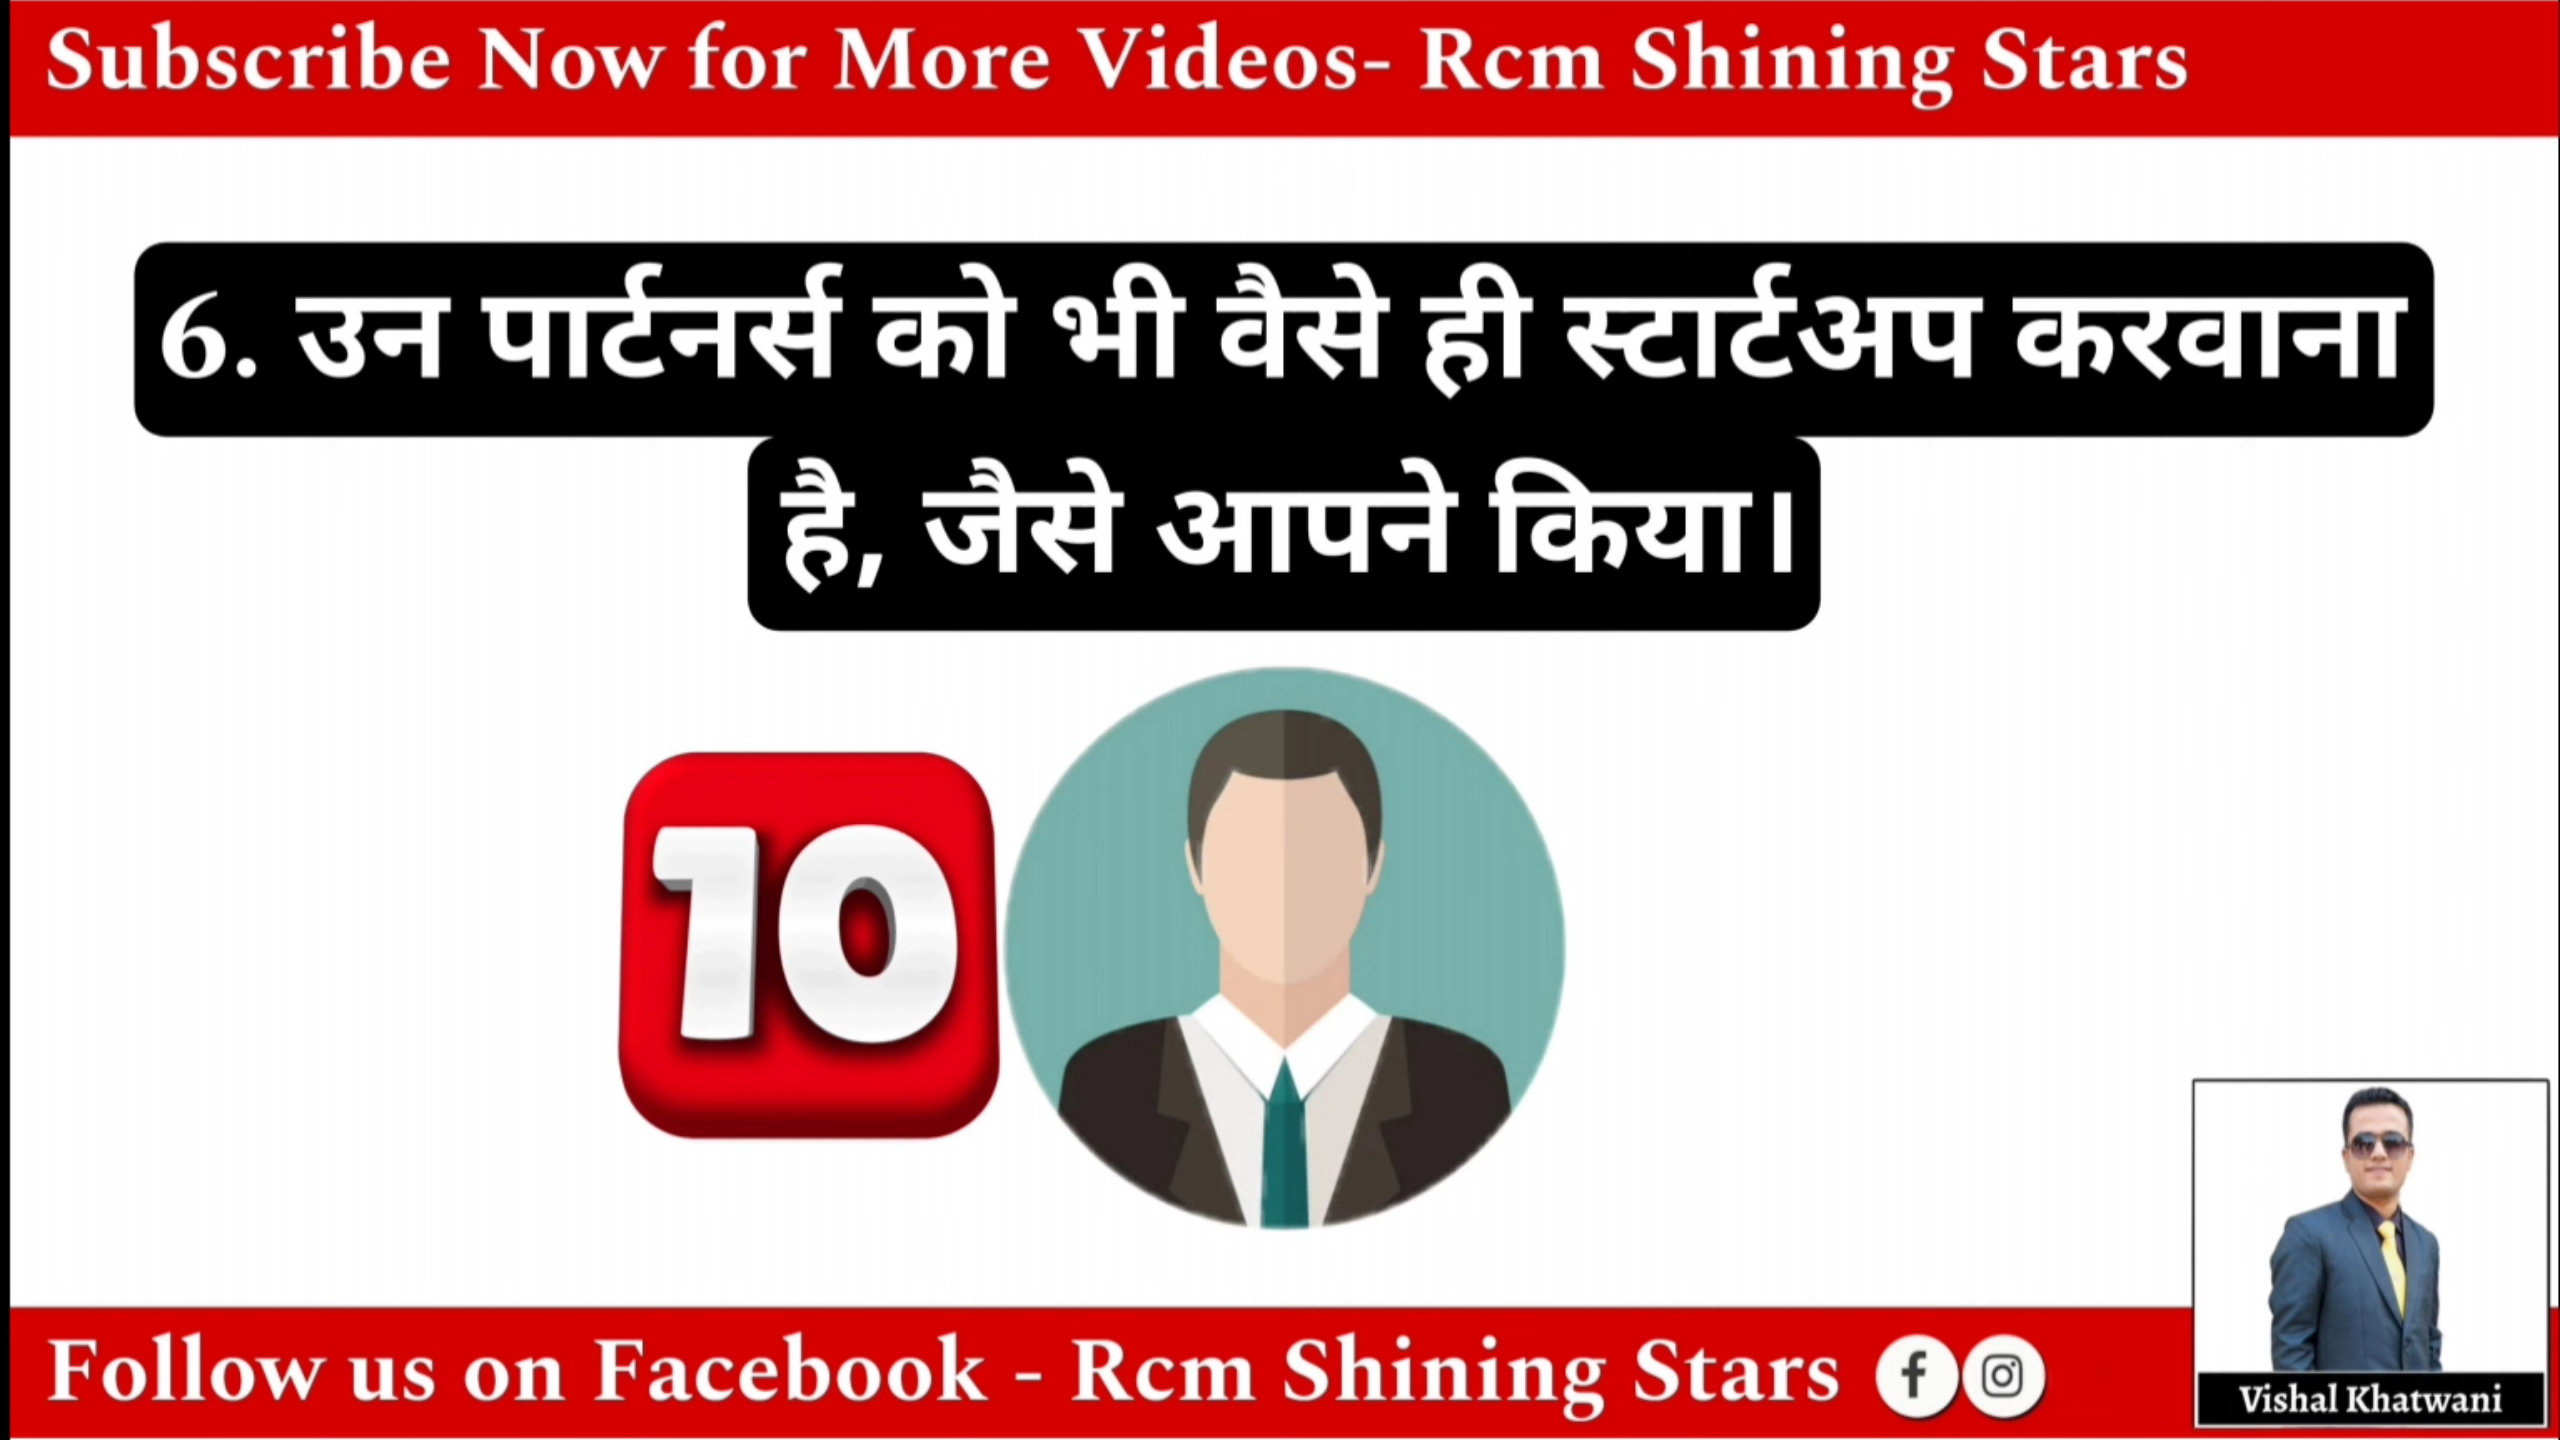 Subscribe Now for More Videos- Rcm Shining Stars
6. उन पार्टनर्स को भी वैसे ही स्टार्टअप करवाना
है, जैसे आपने किया।
10
Follow us on Facebook - Rcm Shining Stars
Vishal Khatwani